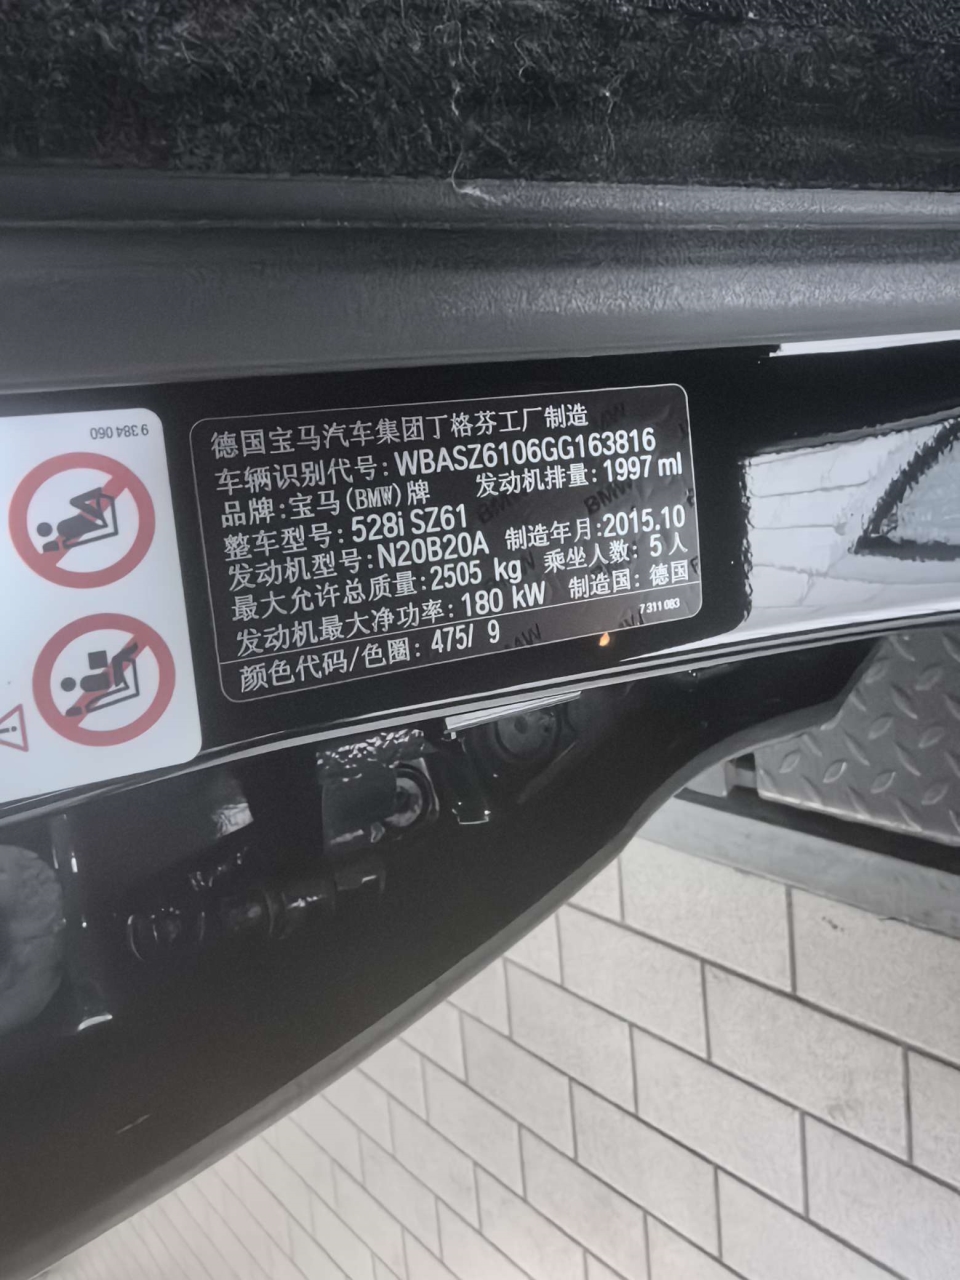 9 384 060
德国宝马汽车集团丁格芬工厂制造
车辆识别代号: WBASZ6106GG163816
品牌: 宝马(BMW)牌 发动机排量: 1997 ml
整车型号: 528i SZ61
发动机型号: N20B20A 制造年月: 2015.10
最大允许总质量: 2505 kg 乘坐人数: 5 人
发动机最大净功率: 180 kW 制造国: 德国
颜色代码/色圈: 475/ 9
7 311 083